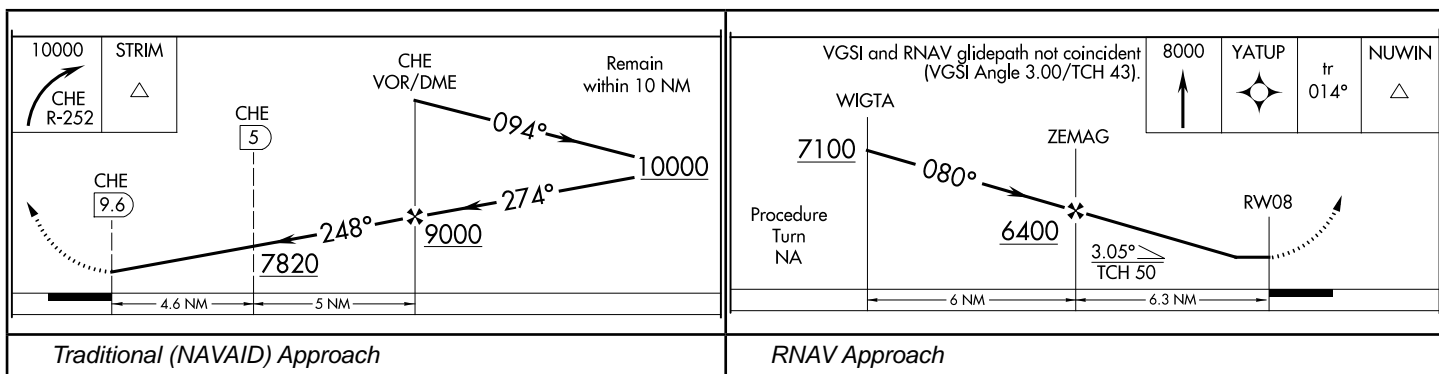 10000
CHE
R-252
STRIM
CHE
VOR/DME
Remain
within 10 NM
CHE
5
094°
10000
CHE
9.6
274°
248°
9000
7820
4.6 NM
5 NM
Traditional (NAVAID) Approach
VGSI and RNAV glidepath not coincident
(VGSI Angle 3.00/TCH 43).
8000
YATUP
tr
014°
NUWIN
WIGTA
7100
080°
ZEMAG
Procedure
Turn
NA
6400
RW08
3.05°
TCH 50
6 NM
6.3 NM
RNAV Approach